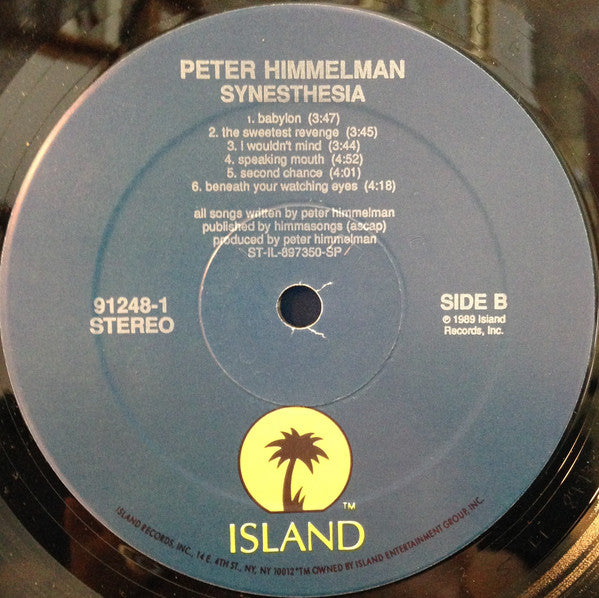 PETER HIMMELMAN
SYNESTHESIA
1. babylon (3:47)
2. the sweetest revenge (3:45)
3. i wouldn't mind (3:44)
4. speaking mouth (4:52)
5. second chance (4:01)
6. beneath your watching eyes (4:18)
all songs written by peter himmelman
published by himmasongs (ascap)
produced by peter himmelman
ST-IL-897350-SP
91248-1
STEREO
SIDE B
℗ 1989 Island
Records, Inc.
TM
ISLAND
ISLAND RECORDS, INC., 14 E. 4TH ST., NY, NY 10012 *TM OWNED BY ISLAND ENTERTAINMENT GROUP, INC.